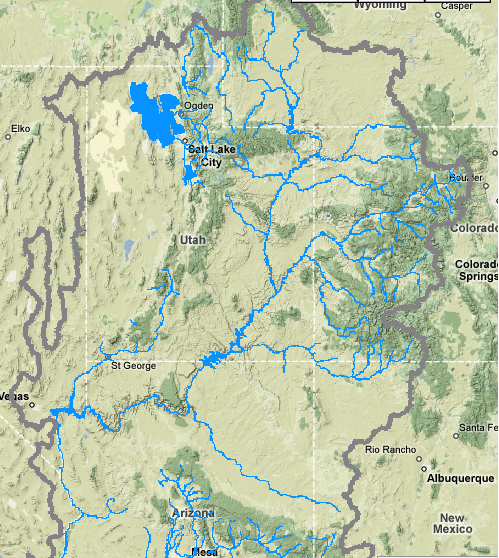 Wyoming
Casper
Elko
Ogden
Salt Lake
City
Boulder
Colorado
Utah
Colorado
Springs
St George
Vegas
Santa Fe
Rio Rancho
Albuquerque
Arizona
New
Mexico
Mesa